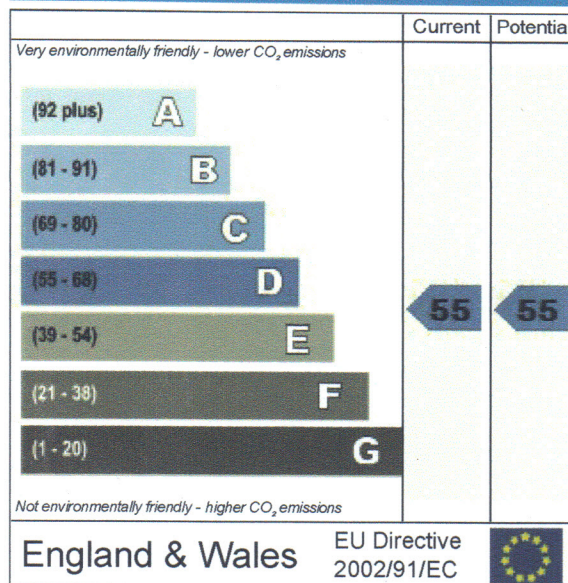 Current Potentia
Very environmentally friendly - lower CO₂ emissions
(92 plus) A
(81 - 91) B
(69 - 80) C
(55 - 68) D
55 55
(39 - 54) E
(21 - 38) F
(1 - 20) G
Not environmentally friendly - higher CO₂ emissions
England & Wales
EU Directive
2002/91/EC